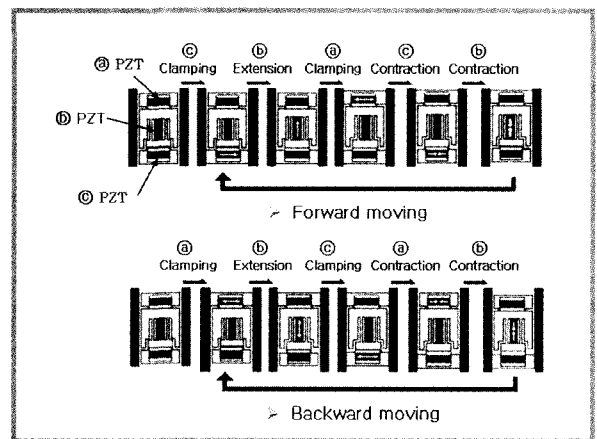 ⓒ ⓑ ⓐ ⓒ ⓑ
Clamping Extension Clamping Contraction Contraction
ⓐ PZT
ⓑ PZT
ⓒ PZT
➢ Forward moving
ⓐ ⓑ ⓒ ⓐ ⓑ
Clamping Extension Clamping Contraction Contraction
➢ Backward moving